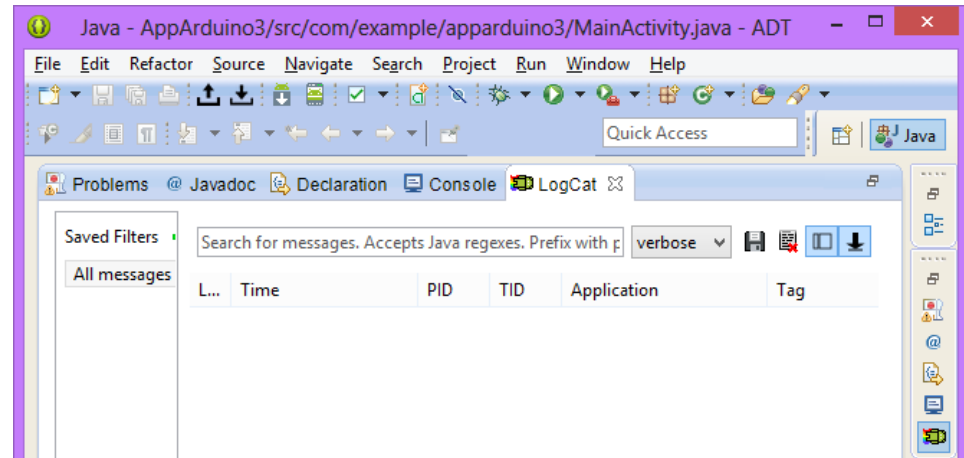 Java - AppArduino3/src/com/example/apparduino3/MainActivity.java - ADT
File Edit Refactor Source Navigate Search Project Run Window Help
Quick Access Java
Problems @ Javadoc Declaration Console LogCat
Saved Filters
Search for messages. Accepts Java regexes. Prefix with verbose
All messages
L... Time PID TID Application Tag